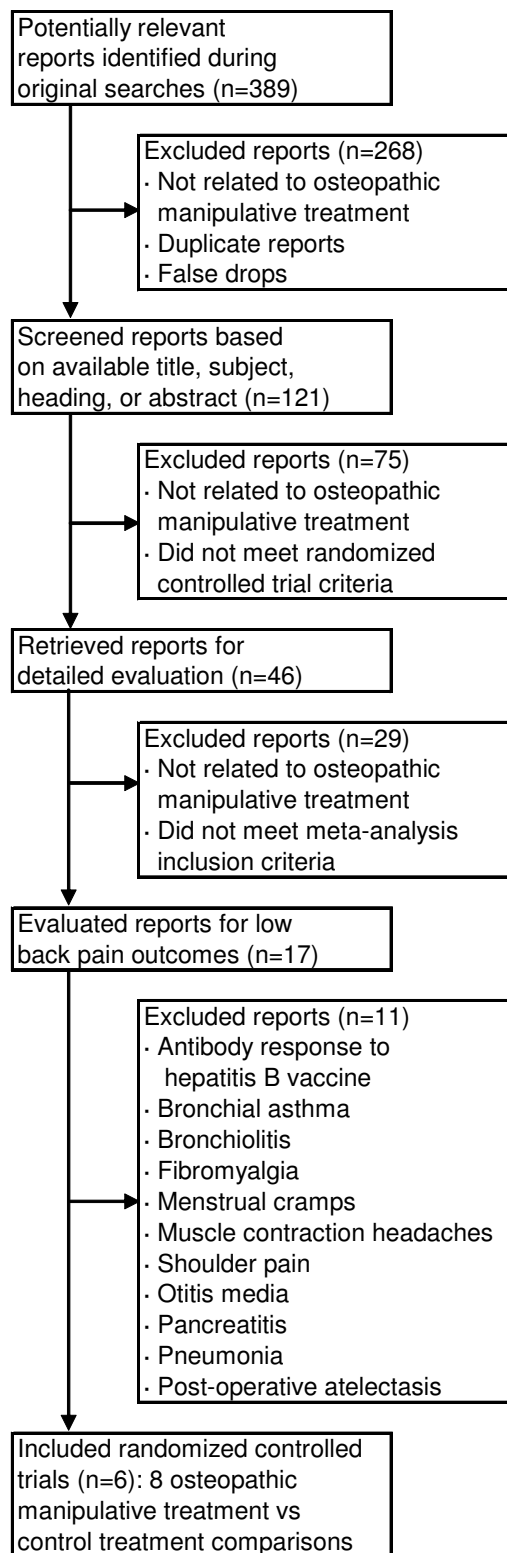 Potentially relevant
reports identified during
original searches (n=389)
Excluded reports (n=268)
· Not related to osteopathic
manipulative treatment
· Duplicate reports
· False drops
Screened reports based
on available title, subject,
heading, or abstract (n=121)
Excluded reports (n=75)
· Not related to osteopathic
manipulative treatment
· Did not meet randomized
controlled trial criteria
Retrieved reports for
detailed evaluation (n=46)
Excluded reports (n=29)
· Not related to osteopathic
manipulative treatment
· Did not meet meta-analysis
inclusion criteria
Evaluated reports for low
back pain outcomes (n=17)
Excluded reports (n=11)
· Antibody response to
hepatitis B vaccine
· Bronchial asthma
· Bronchiolitis
· Fibromyalgia
· Menstrual cramps
· Muscle contraction headaches
· Shoulder pain
· Otitis media
· Pancreatitis
· Pneumonia
· Post-operative atelectasis
Included randomized controlled
trials (n=6): 8 osteopathic
manipulative treatment vs
control treatment comparisons